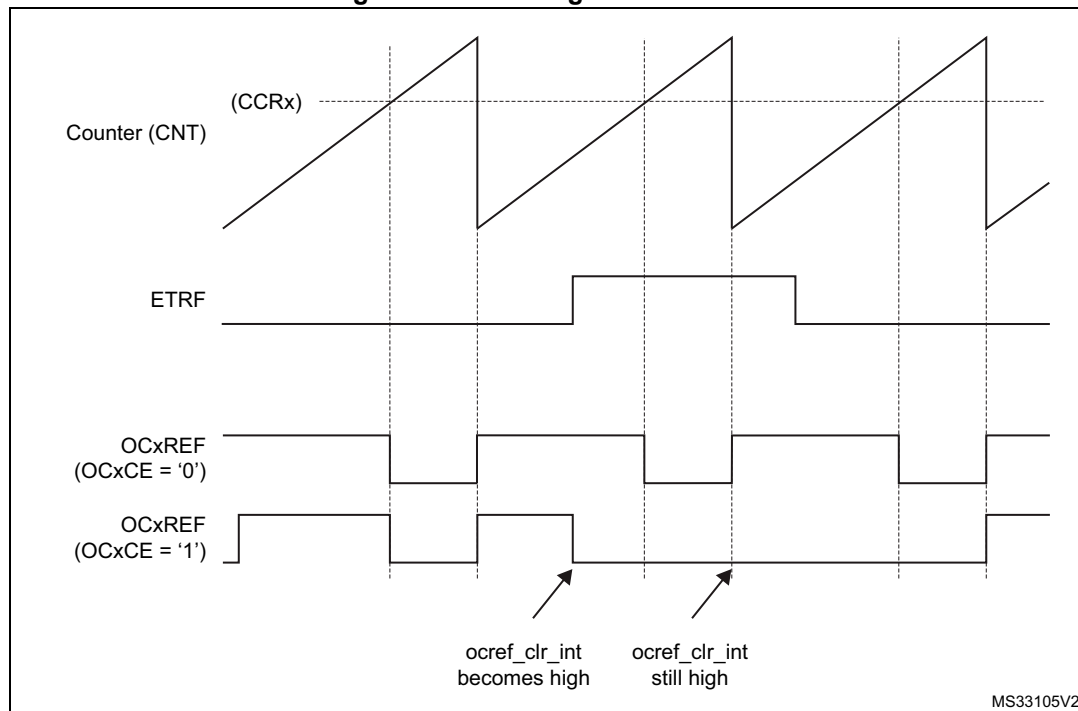 (CCRx)
Counter (CNT)
ETRF
OCxREF
(OCxCE = ‘0’)
OCxREF
(OCxCE = ‘1’)
ocref_clr_int
becomes high
ocref_clr_int
still high
MS33105V2